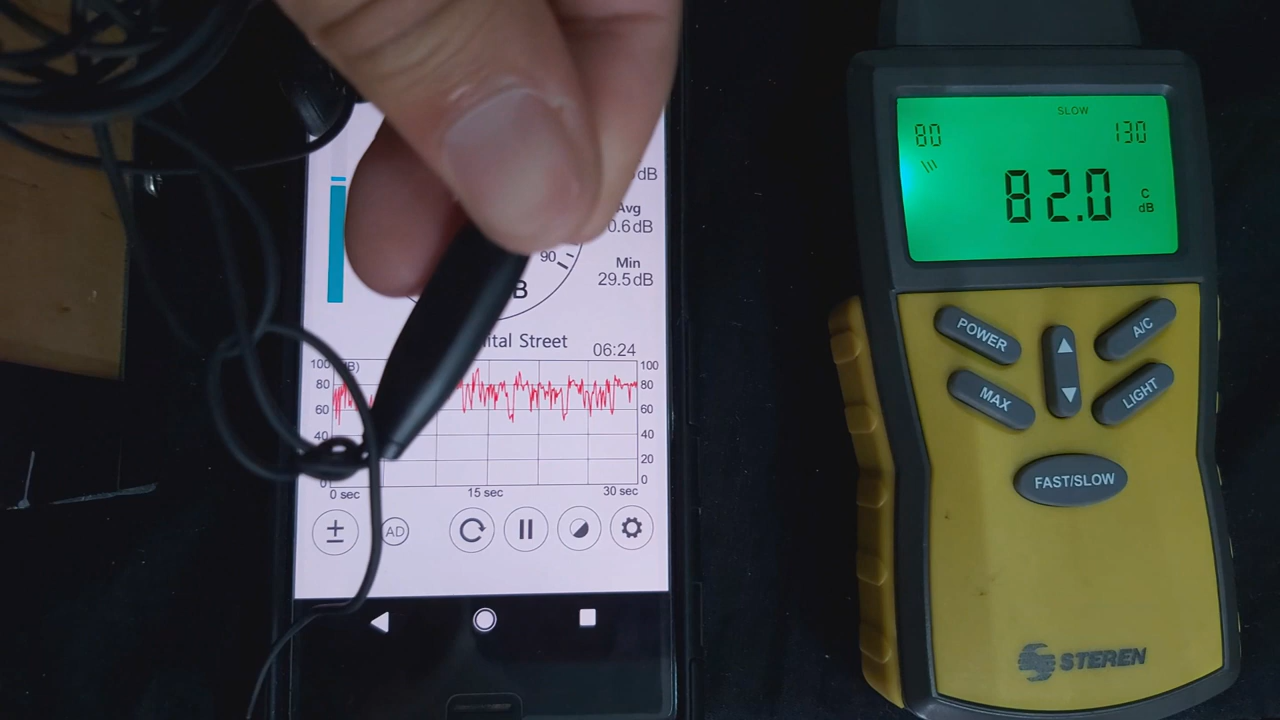 dB
Avg
0.6dB
Min
29.5dB
90
B
ital Street
06:24
100 (dB)
80
60
40
0
100
80
60
40
20
0
0 sec
15 sec
30 sec
±
AD
SLOW
80
130
82.0
C
dB
POWER
A/C
MAX
LIGHT
FAST/SLOW
STEREN